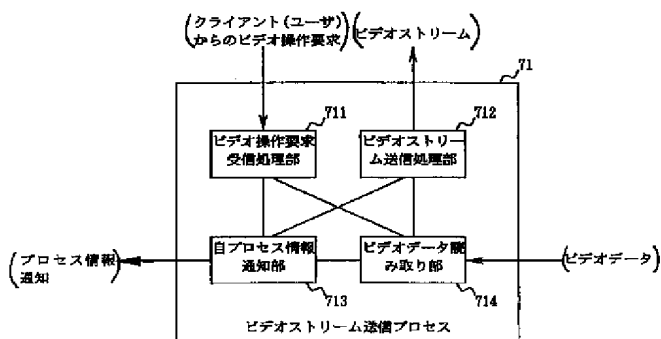 (クライアント(ユーザ)
からのビデオ操作要求)
(ビデオストリーム)
71
711
712
ビデオ操作要求
受信処理部
ビデオストリー
ム送信処理部
(プロセス情報
通知)
自プロセス情報
通知部
ビデオデータ読
み取り部
(ビデオデータ)
713
714
ビデオストリーム送信プロセス